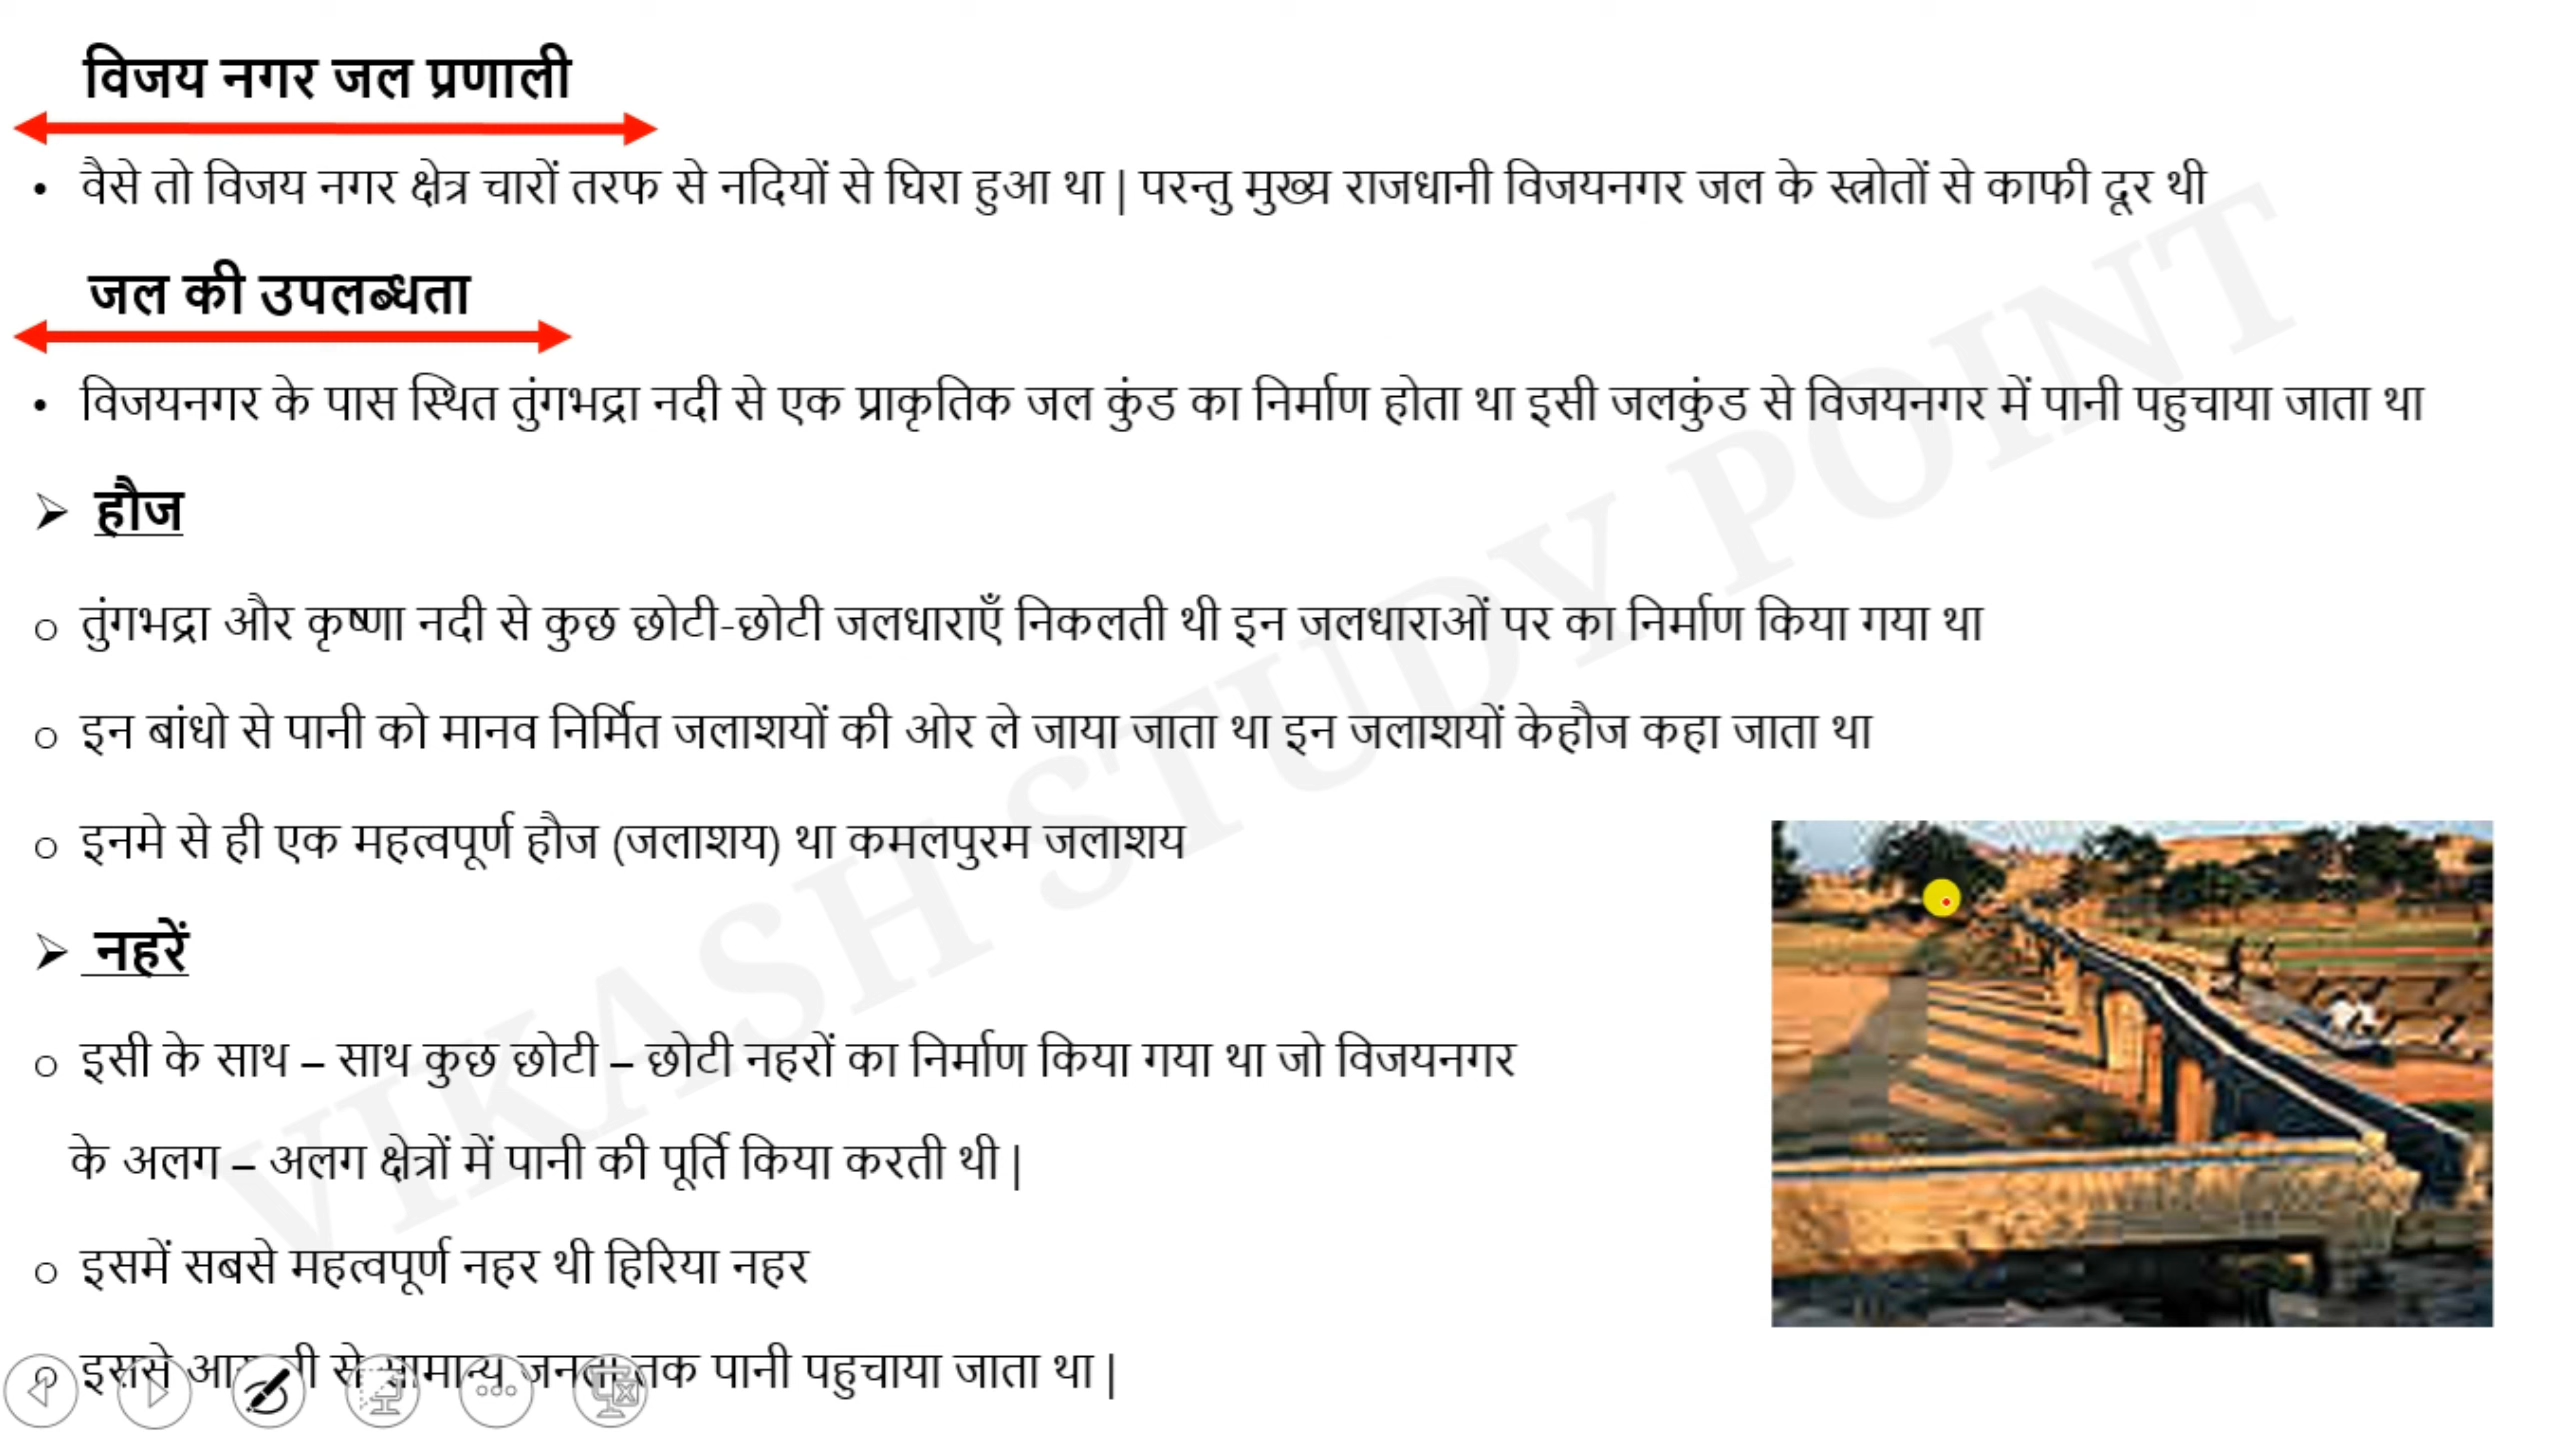 विजय नगर जल प्रणाली
• वैसे तो विजय नगर क्षेत्र चारों तरफ से नदियों से घिरा हुआ था | परन्तु मुख्य राजधानी विजयनगर जल के स्त्रोतों से काफी दूर थी
जल की उपलब्धता
• विजयनगर के पास स्थित तुंगभद्रा नदी से एक प्राकृतिक जल कुंड का निर्माण होता था इसी जलकुंड से विजयनगर में पानी पहुचाया जाता था
➢ हौज
o तुंगभद्रा और कृष्णा नदी से कुछ छोटी-छोटी जलधाराएँ निकलती थी इन जलधाराओं पर का निर्माण किया गया था
o इन बांधो से पानी को मानव निर्मित जलाशयों की ओर ले जाया जाता था इन जलाशयों केहौज कहा जाता था
o इनमे से ही एक महत्वपूर्ण हौज (जलाशय) था कमलपुरम जलाशय
➢ नहरें
o इसी के साथ – साथ कुछ छोटी – छोटी नहरों का निर्माण किया गया था जो विजयनगर
के अलग – अलग क्षेत्रों में पानी की पूर्ति किया करती थी |
o इसमें सबसे महत्वपूर्ण नहर थी हिरिया नहर
o इससे से सामान्य जनता तक पानी पहुचाया जाता था |
VIKASH STUDY POINT